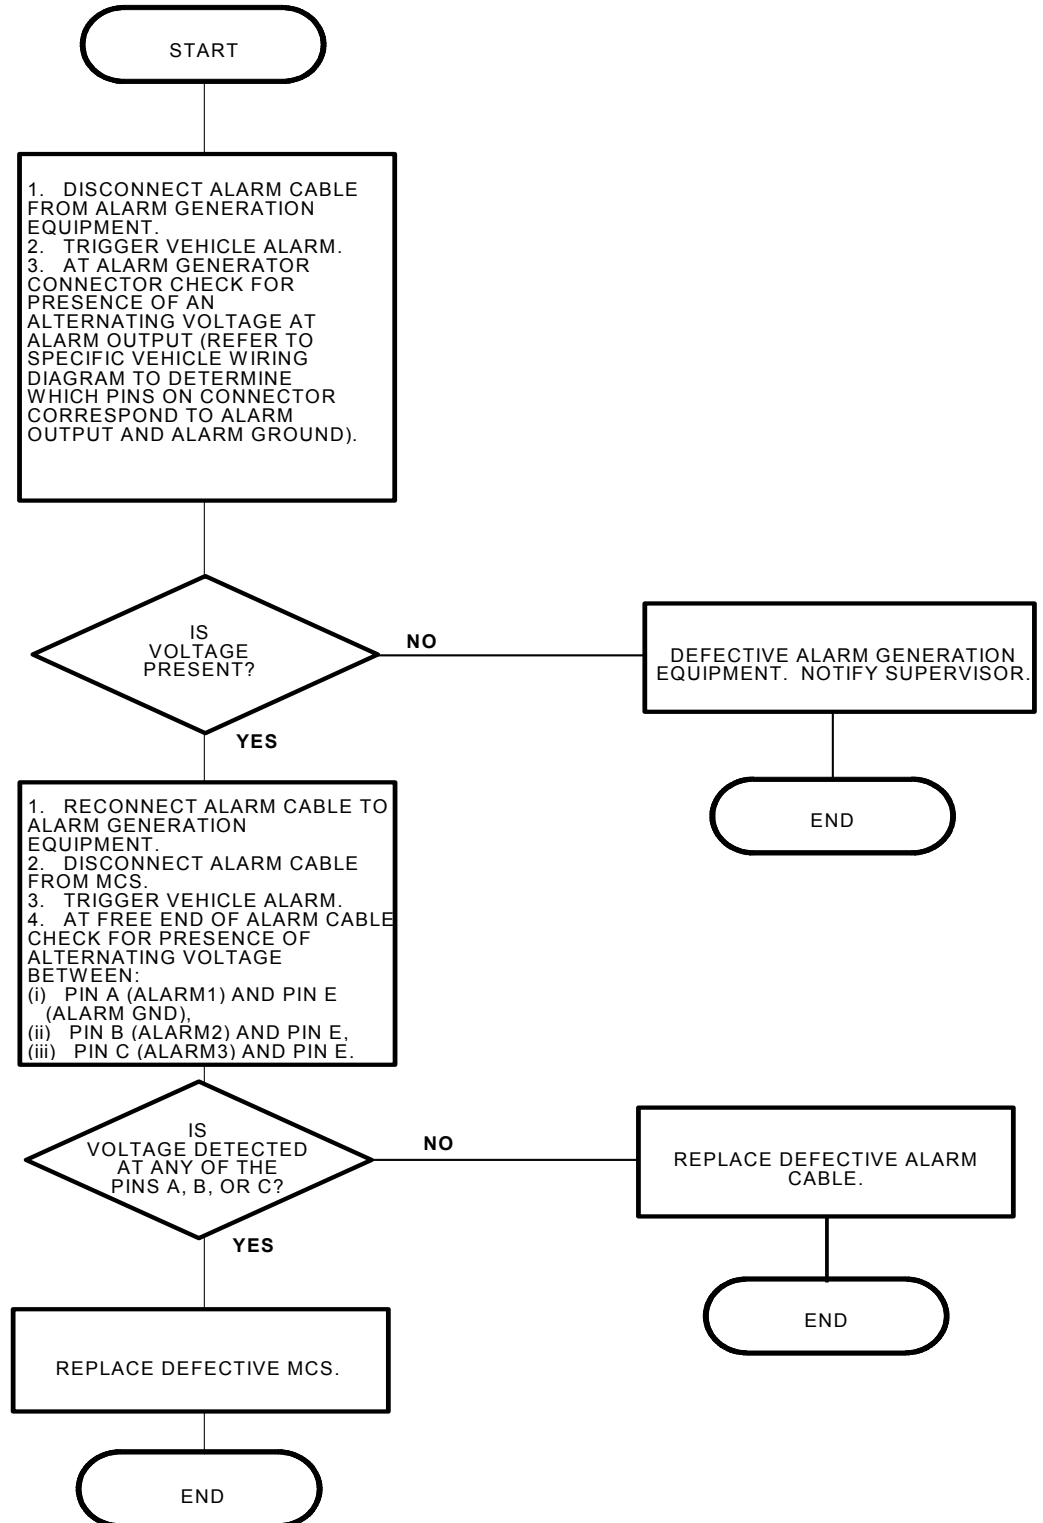 START
1. DISCONNECT ALARM CABLE
FROM ALARM GENERATION
EQUIPMENT.
2. TRIGGER VEHICLE ALARM.
3. AT ALARM GENERATOR
CONNECTOR CHECK FOR
PRESENCE OF AN
ALTERNATING VOLTAGE AT
ALARM OUTPUT (REFER TO
SPECIFIC VEHICLE WIRING
DIAGRAM TO DETERMINE
WHICH PINS ON CONNECTOR
CORRESPOND TO ALARM
OUTPUT AND ALARM GROUND).
IS
VOLTAGE
PRESENT?
NO
DEFECTIVE ALARM GENERATION
EQUIPMENT. NOTIFY SUPERVISOR.
END
YES
1. RECONNECT ALARM CABLE TO
ALARM GENERATION
EQUIPMENT.
2. DISCONNECT ALARM CABLE
FROM MCS.
3. TRIGGER VEHICLE ALARM.
4. AT FREE END OF ALARM CABLE
CHECK FOR PRESENCE OF
ALTERNATING VOLTAGE
BETWEEN:
(i) PIN A (ALARM1) AND PIN E
(ALARM GND),
(ii) PIN B (ALARM2) AND PIN E,
(iii) PIN C (ALARM3) AND PIN E.
IS
VOLTAGE DETECTED
AT ANY OF THE
PINS A, B, OR C?
NO
REPLACE DEFECTIVE ALARM
CABLE.
END
YES
REPLACE DEFECTIVE MCS.
END